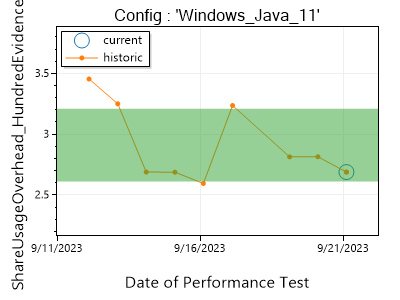 Config : 'Windows_Java_11'
current
historic
ShareUsageOverhead_HundredEvidence
3.5
3
2.5
9/11/2023
9/16/2023
9/21/2023
Date of Performance Test